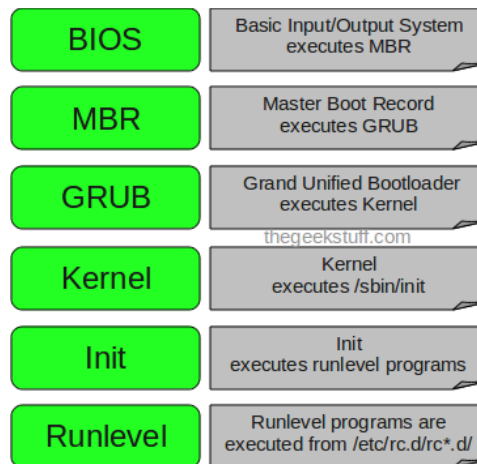 BIOS
Basic Input/Output System
executes MBR
MBR
Master Boot Record
executes GRUB
GRUB
Grand Unified Bootloader
executes Kernel
thegeekstuff.com
Kernel
Kernel
executes /sbin/init
Init
Init
executes runlevel programs
Runlevel
Runlevel programs are
executed from /etc/rc.d/rc*.d/